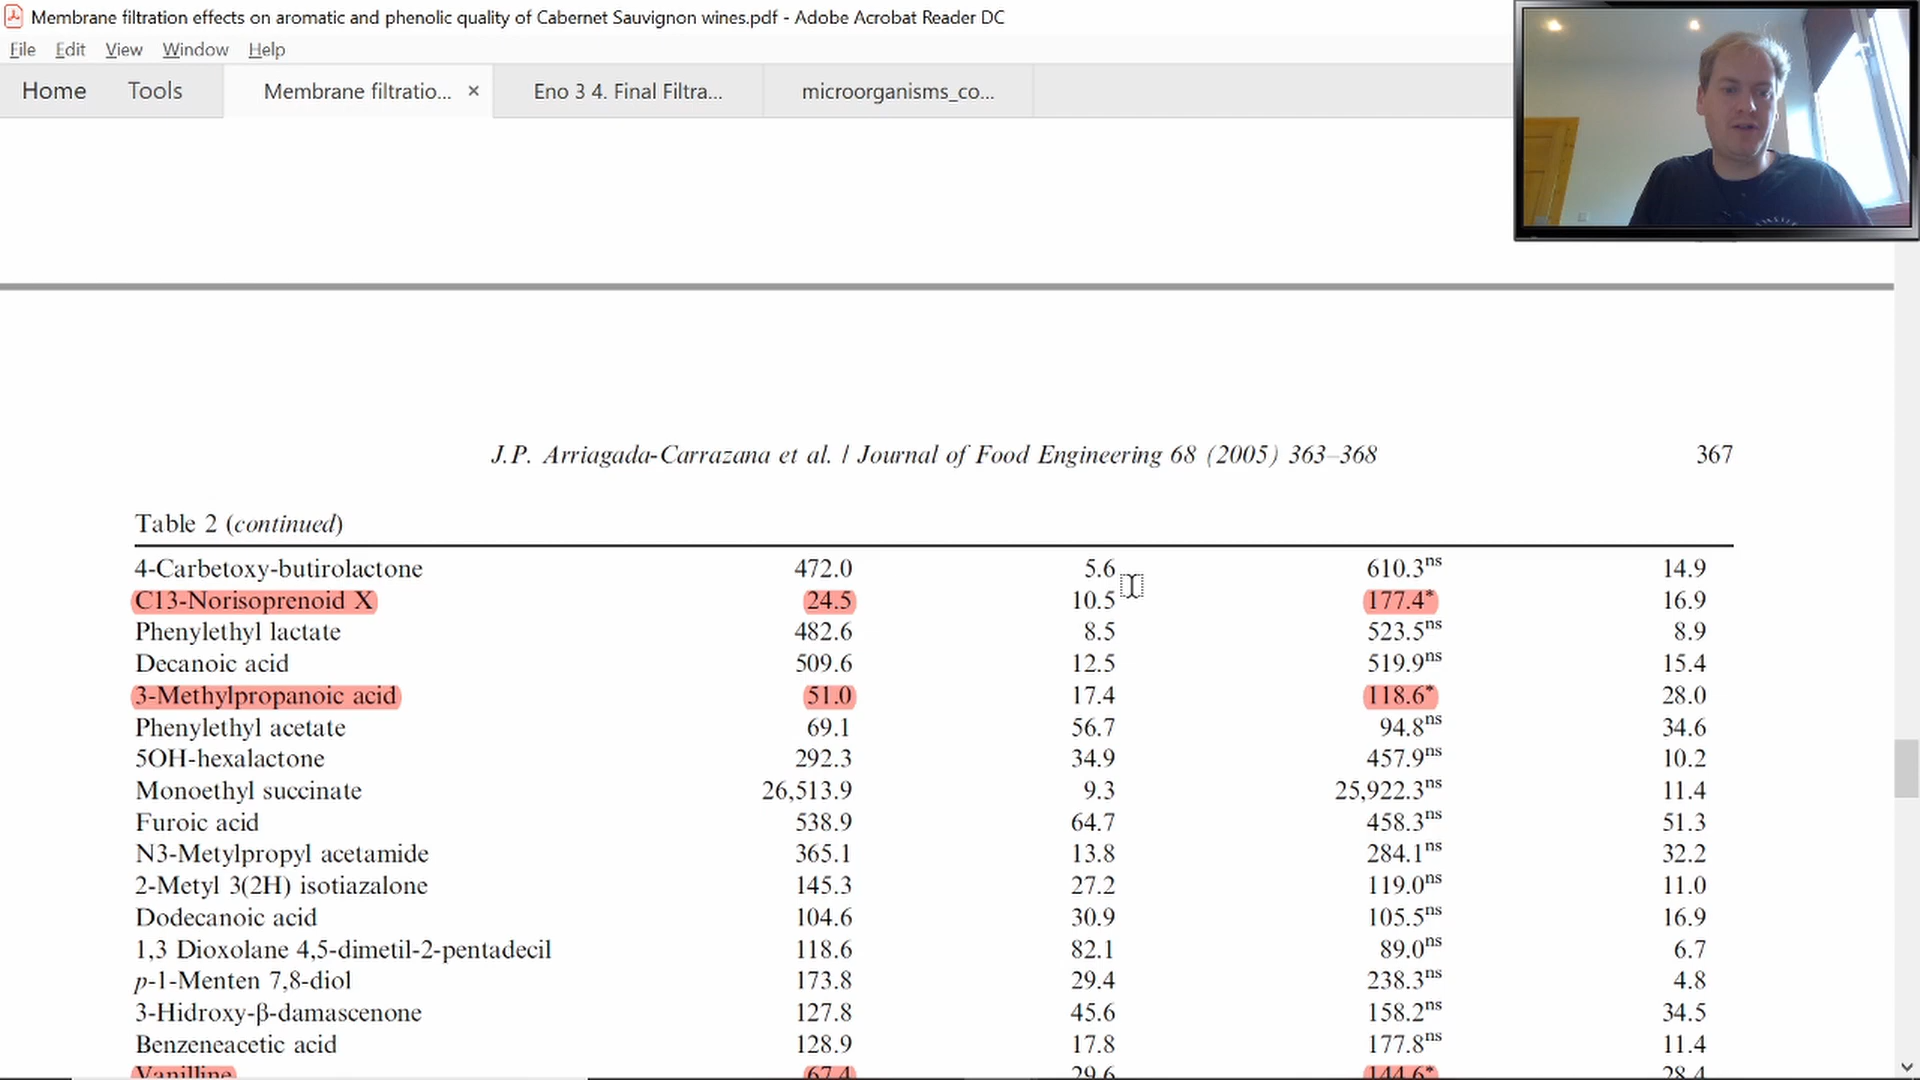 Membrane filtration effects on aromatic and phenolic quality of Cabernet Sauvignon wines.pdf - Adobe Acrobat Reader DC
File Edit View Window Help
Home Tools Membrane filtratio... × Eno 3 4. Final Filtra... microorganisms_co...
J.P. Arriagada-Carrazana et al. / Journal of Food Engineering 68 (2005) 363–368 367
Table 2 (continued)
4-Carbetoxy-butirolactone 472.0 5.6 610.3ns 14.9
C13-Norisoprenoid X 24.5 10.5 177.4* 16.9
Phenylethyl lactate 482.6 8.5 523.5ns 8.9
Decanoic acid 509.6 12.5 519.9ns 15.4
3-Methylpropanoic acid 51.0 17.4 118.6* 28.0
Phenylethyl acetate 69.1 56.7 94.8ns 34.6
5OH-hexalactone 292.3 34.9 457.9ns 10.2
Monoethyl succinate 26,513.9 9.3 25,922.3ns 11.4
Furoic acid 538.9 64.7 458.3ns 51.3
N3-Metylpropyl acetamide 365.1 13.8 284.1ns 32.2
2-Metyl 3(2H) isotiazalone 145.3 27.2 119.0ns 11.0
Dodecanoic acid 104.6 30.9 105.5ns 16.9
1,3 Dioxolane 4,5-dimetil-2-pentadecil 118.6 82.1 89.0ns 6.7
p-1-Menten 7,8-diol 173.8 29.4 238.3ns 4.8
3-Hidroxy-β-damascenone 127.8 45.6 158.2ns 34.5
Benzeneacetic acid 128.9 17.8 177.8ns 11.4
Vanilline 67.4 29.6 144.6* 28.4